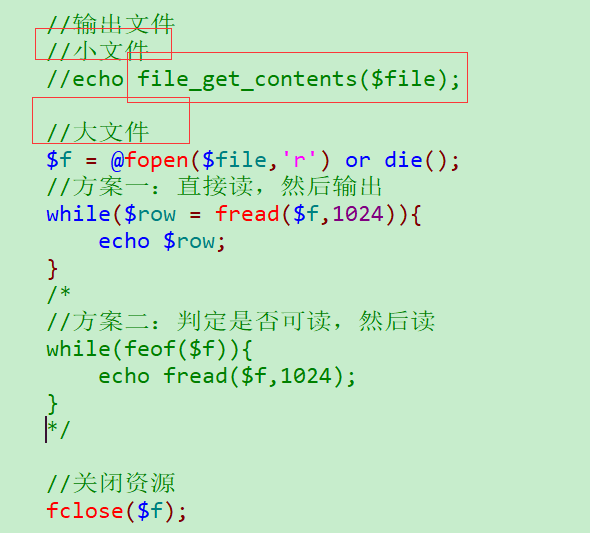 //输出文件
//小文件
//echo file_get_contents($file);
//大文件
$f = @fopen($file,'r') or die();
//方案一：直接读，然后输出
while($row = fread($f,1024)){
    echo $row;
}
/*
//方案二：判定是否可读，然后读
while(feof($f)){
    echo fread($f,1024);
}
*/
//关闭资源
fclose($f);